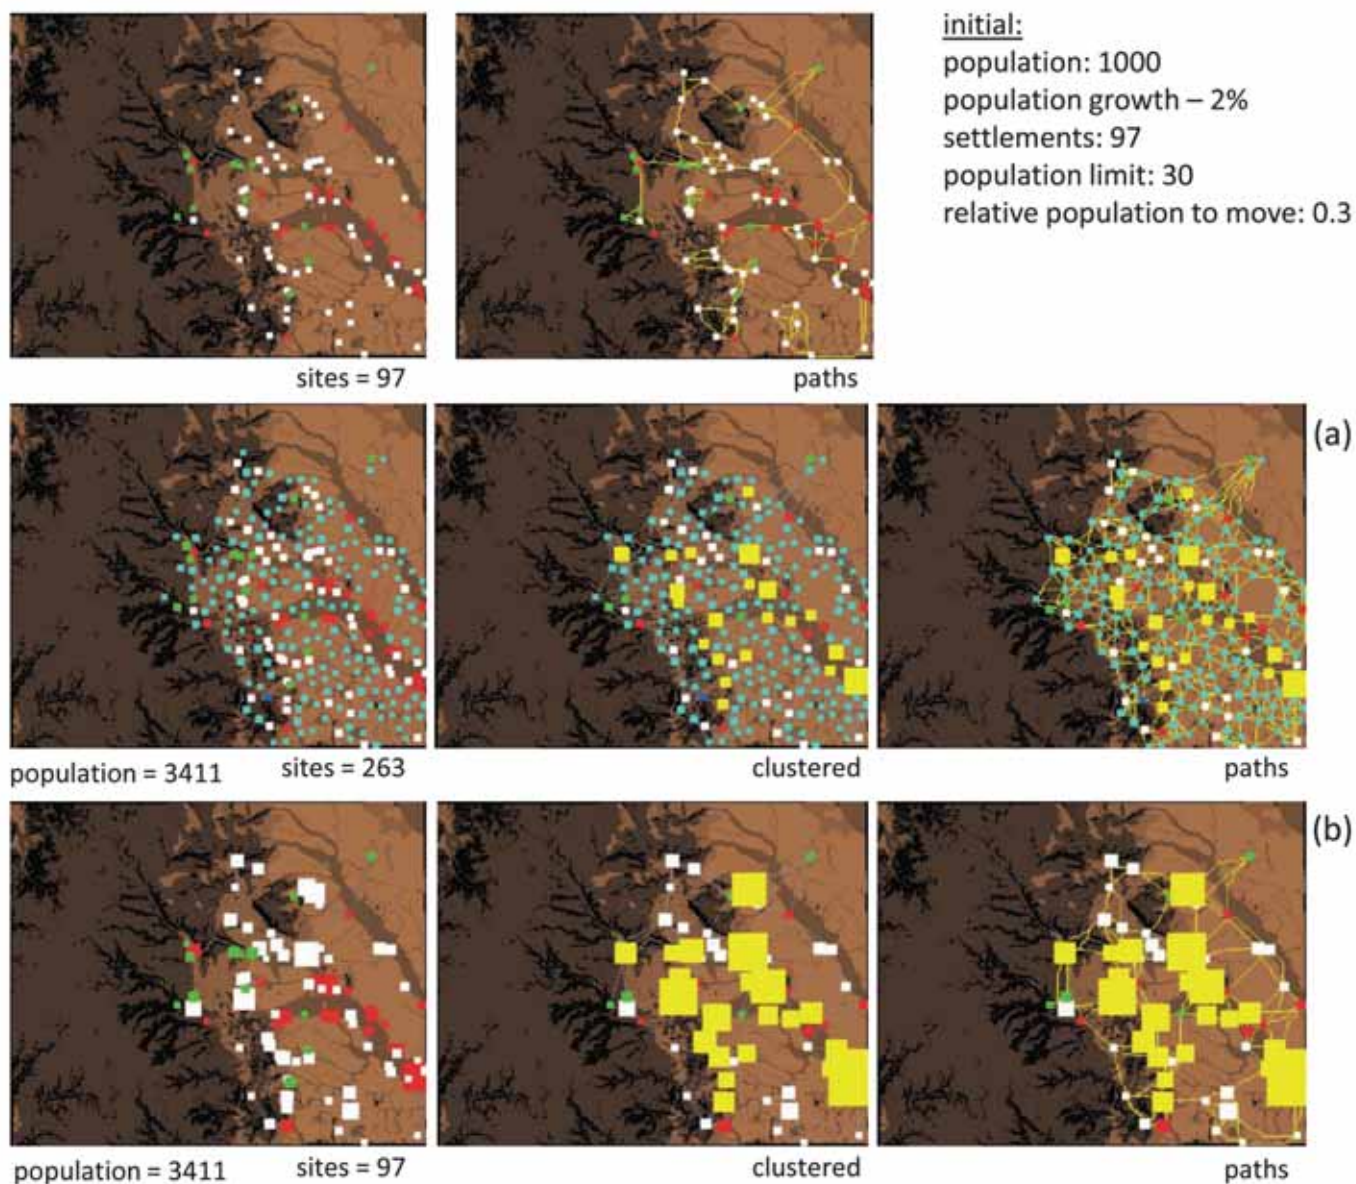 initial:
population: 1000
population growth – 2%
settlements: 97
population limit: 30
relative population to move: 0.3
sites = 97
paths
(a)
population = 3411
sites = 263
clustered
paths
(b)
population = 3411
sites = 97
clustered
paths